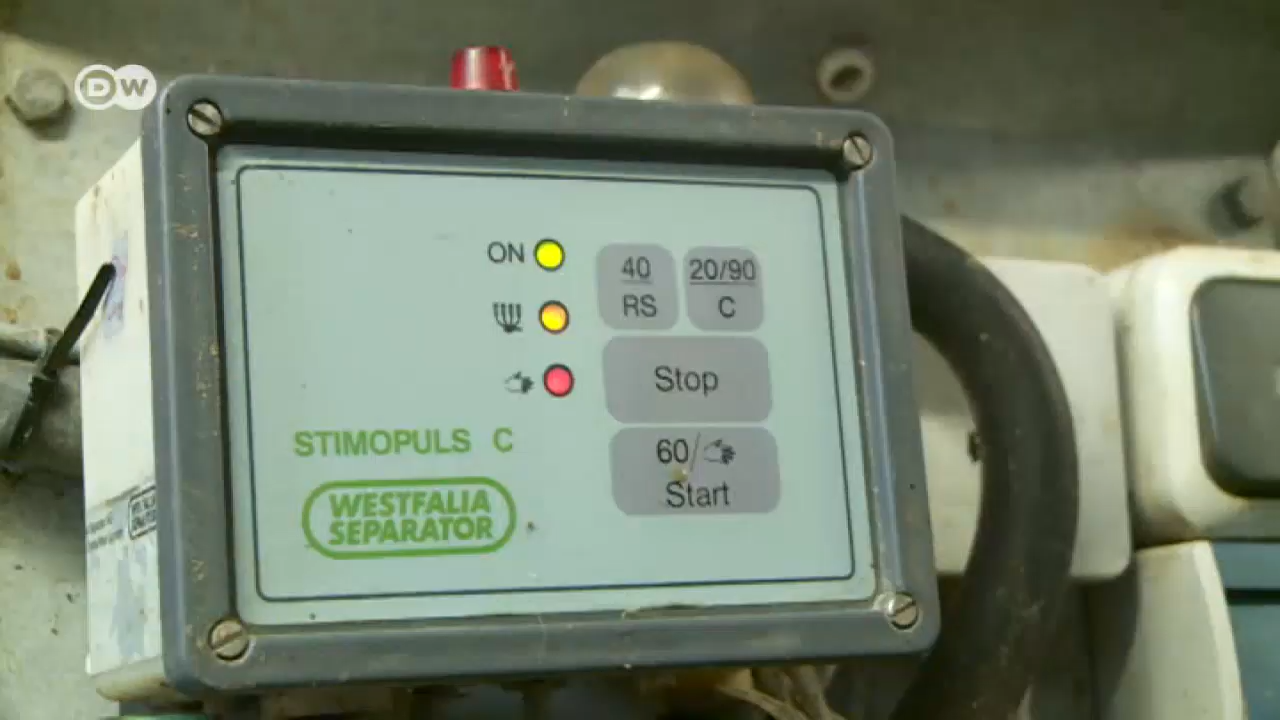 DW
ON
40
RS
20/90
C
Stop
60/
Start
STIMOPULS C
WESTFALIA
SEPARATOR